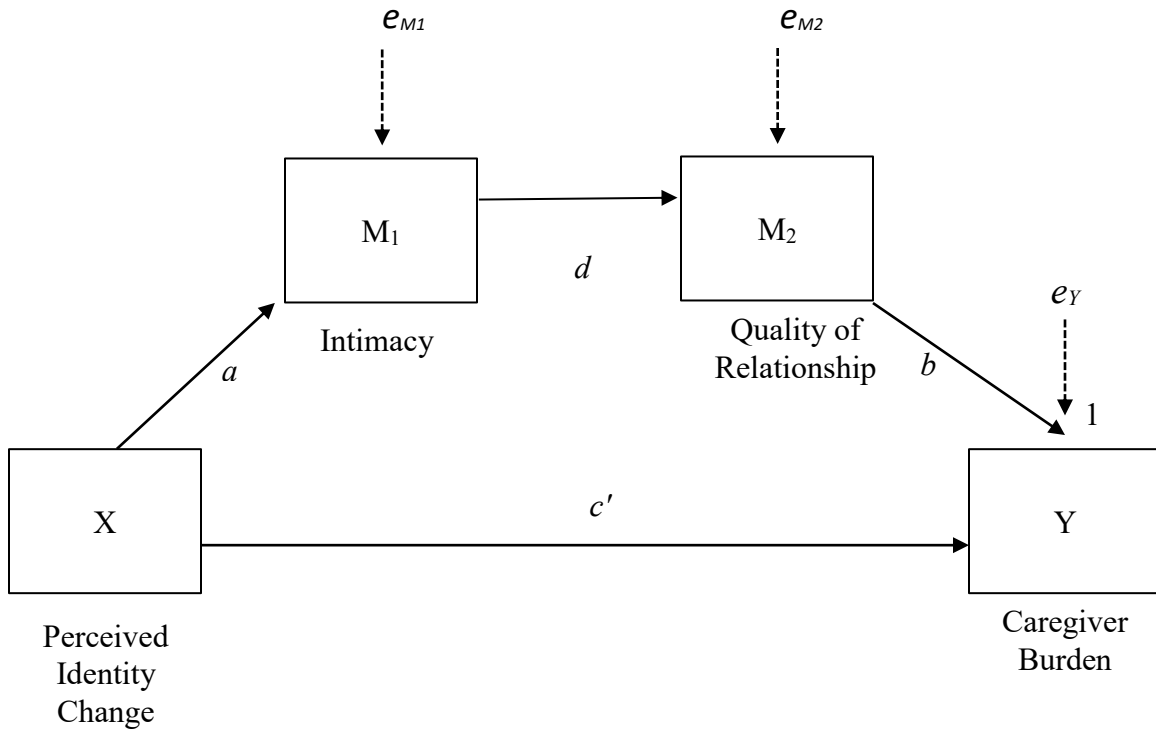 eM1
eM2
M1
M2
d
eY
Intimacy
Quality of
Relationship
a
b
1
X
c'
Y
Perceived
Identity
Change
Caregiver
Burden